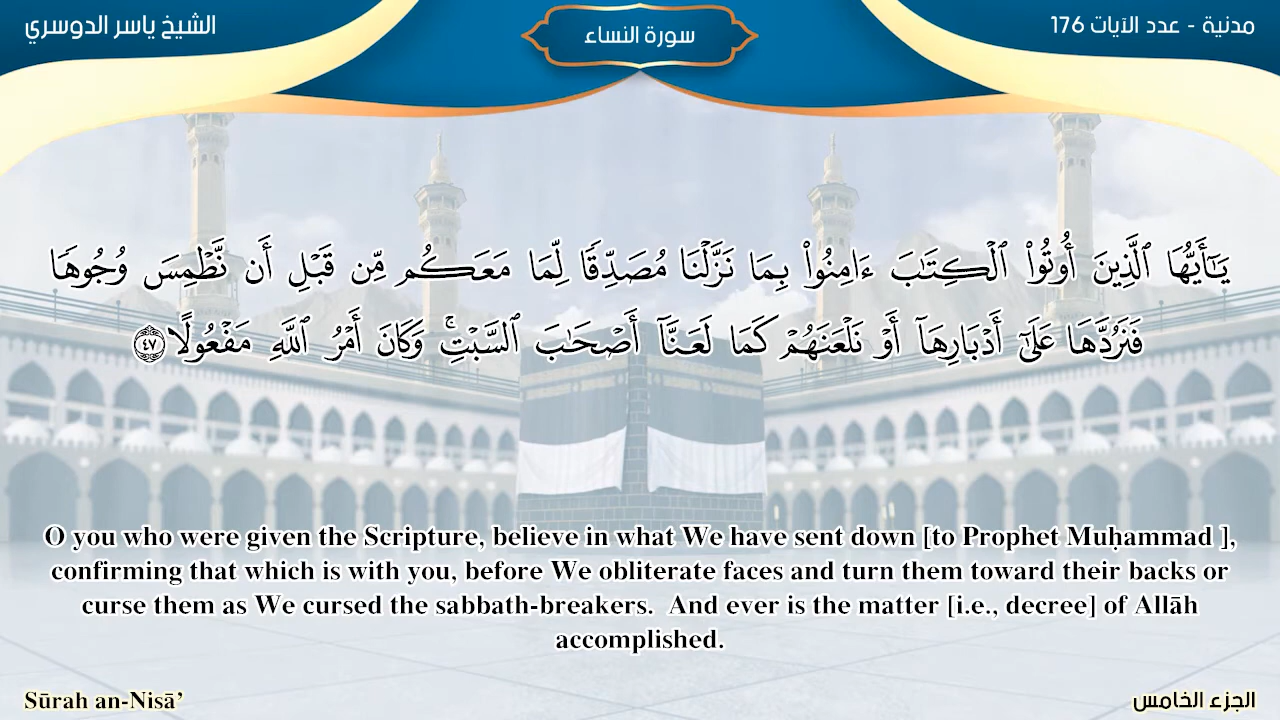 مدنية - عدد الآيات 176
سورة النساء
الشيخ ياسر الدوسري
يَـٰٓأَيُّهَا ٱلَّذِينَ أُوتُوا۟ ٱلْكِتَـٰبَ ءَامِنُوا۟ بِمَا نَزَّلْنَا مُصَدِّقًۭا لِّمَا مَعَكُم مِّن قَبْلِ أَن نَّطْمِسَ وُجُوهًۭا
فَنَرُدَّهَا عَلَىٰٓ أَدْبَارِهَآ أَوْ نَلْعَنَهُمْ كَمَا لَعَنَّآ أَصْحَـٰبَ ٱلسَّبْتِ ۚ وَكَانَ أَمْرُ ٱللَّهِ مَفْعُولًا ٤٧
O you who were given the Scripture, believe in what We have sent down [to Prophet Muḥammad ],
confirming that which is with you, before We obliterate faces and turn them toward their backs or
curse them as We cursed the sabbath-breakers.  And ever is the matter [i.e., decree] of Allāh
accomplished.
Sūrah an-Nisā’
الجزء الخامس